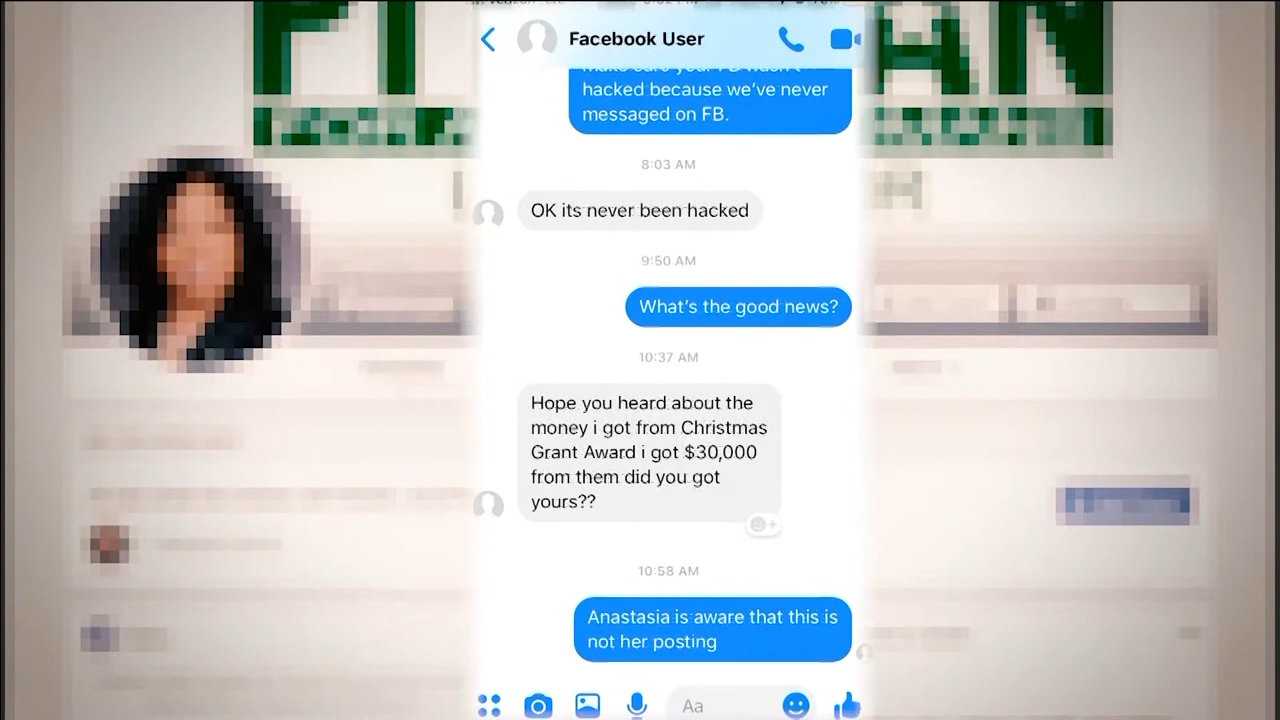 Facebook User
hacked because we've never
messaged on FB.
8:03 AM
OK its never been hacked
9:50 AM
What's the good news?
10:37 AM
Hope you heard about the
money i got from Christmas
Grant Award i got $30,000
from them did you got
yours??
10:58 AM
Anastasia is aware that this is
not her posting
Aa